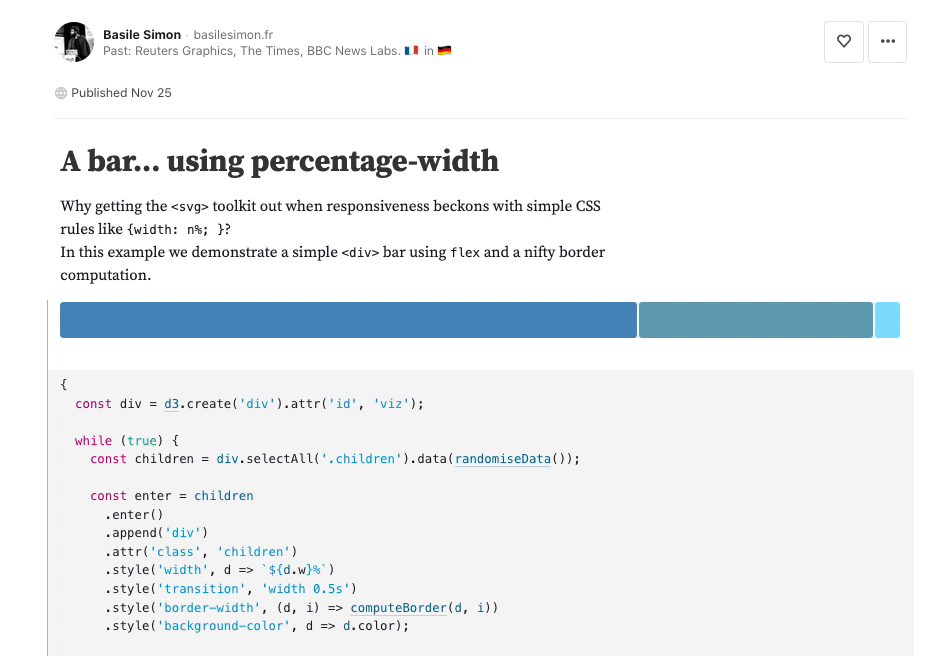 Basile Simon · basilesimon.fr
Past: Reuters Graphics, The Times, BBC News Labs. 🇫🇷 in 🇩🇪
Published Nov 25
A bar... using percentage-width
Why getting the <svg> toolkit out when responsiveness beckons with simple CSS
rules like {width: n%; }?
In this example we demonstrate a simple <div> bar using flex and a nifty border
computation.
{
  const div = d3.create('div').attr('id', 'viz');
  while (true) {
    const children = div.selectAll('.children').data(randomiseData());
    const enter = children
      .enter()
      .append('div')
      .attr('class', 'children')
      .style('width', d => `${d.w}%`)
      .style('transition', 'width 0.5s')
      .style('border-width', (d, i) => computeBorder(d, i))
      .style('background-color', d => d.color);